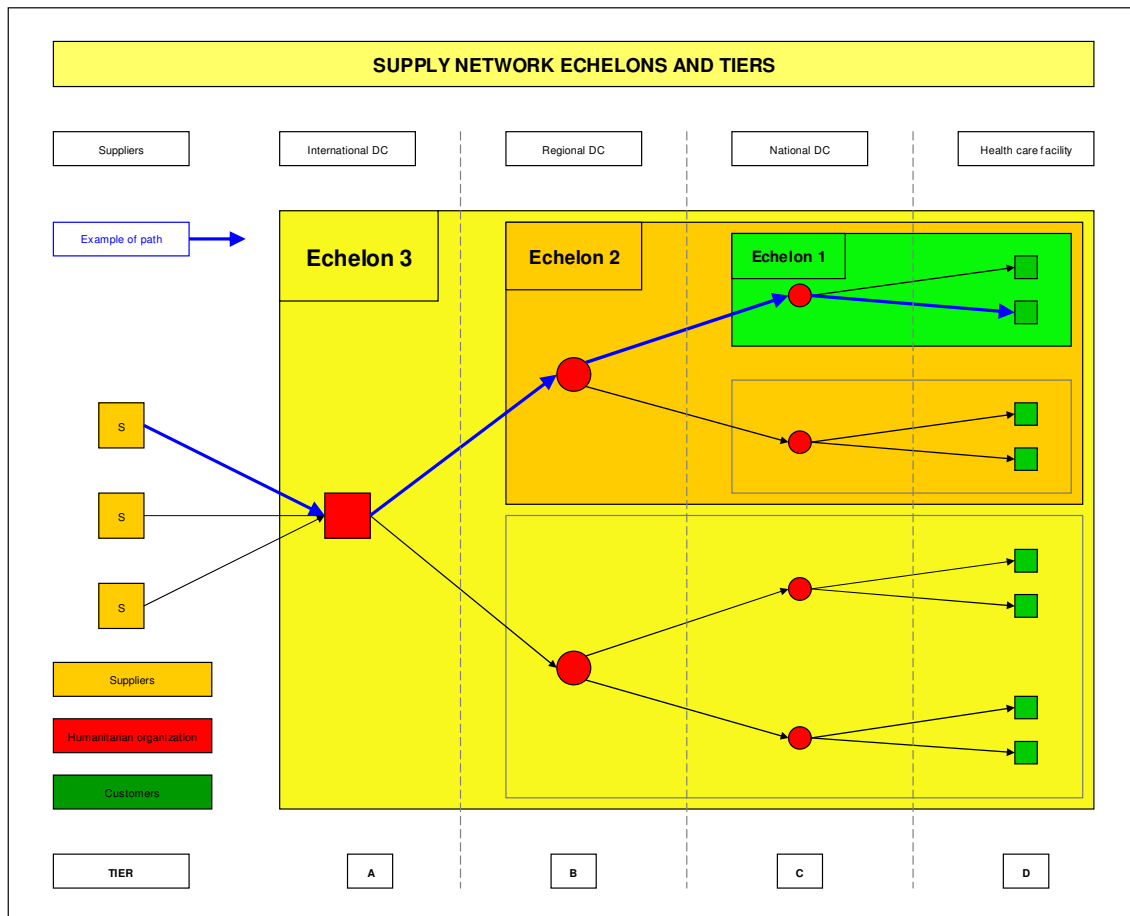 SUPPLY NETWORK ECHELONS AND TIERS
Suppliers
International DC
Regional DC
National DC
Health care facility
Example of path
Echelon 3
Echelon 2
Echelon 1
S
S
S
Suppliers
Humanitarian organization
Customers
TIER
A
B
C
D